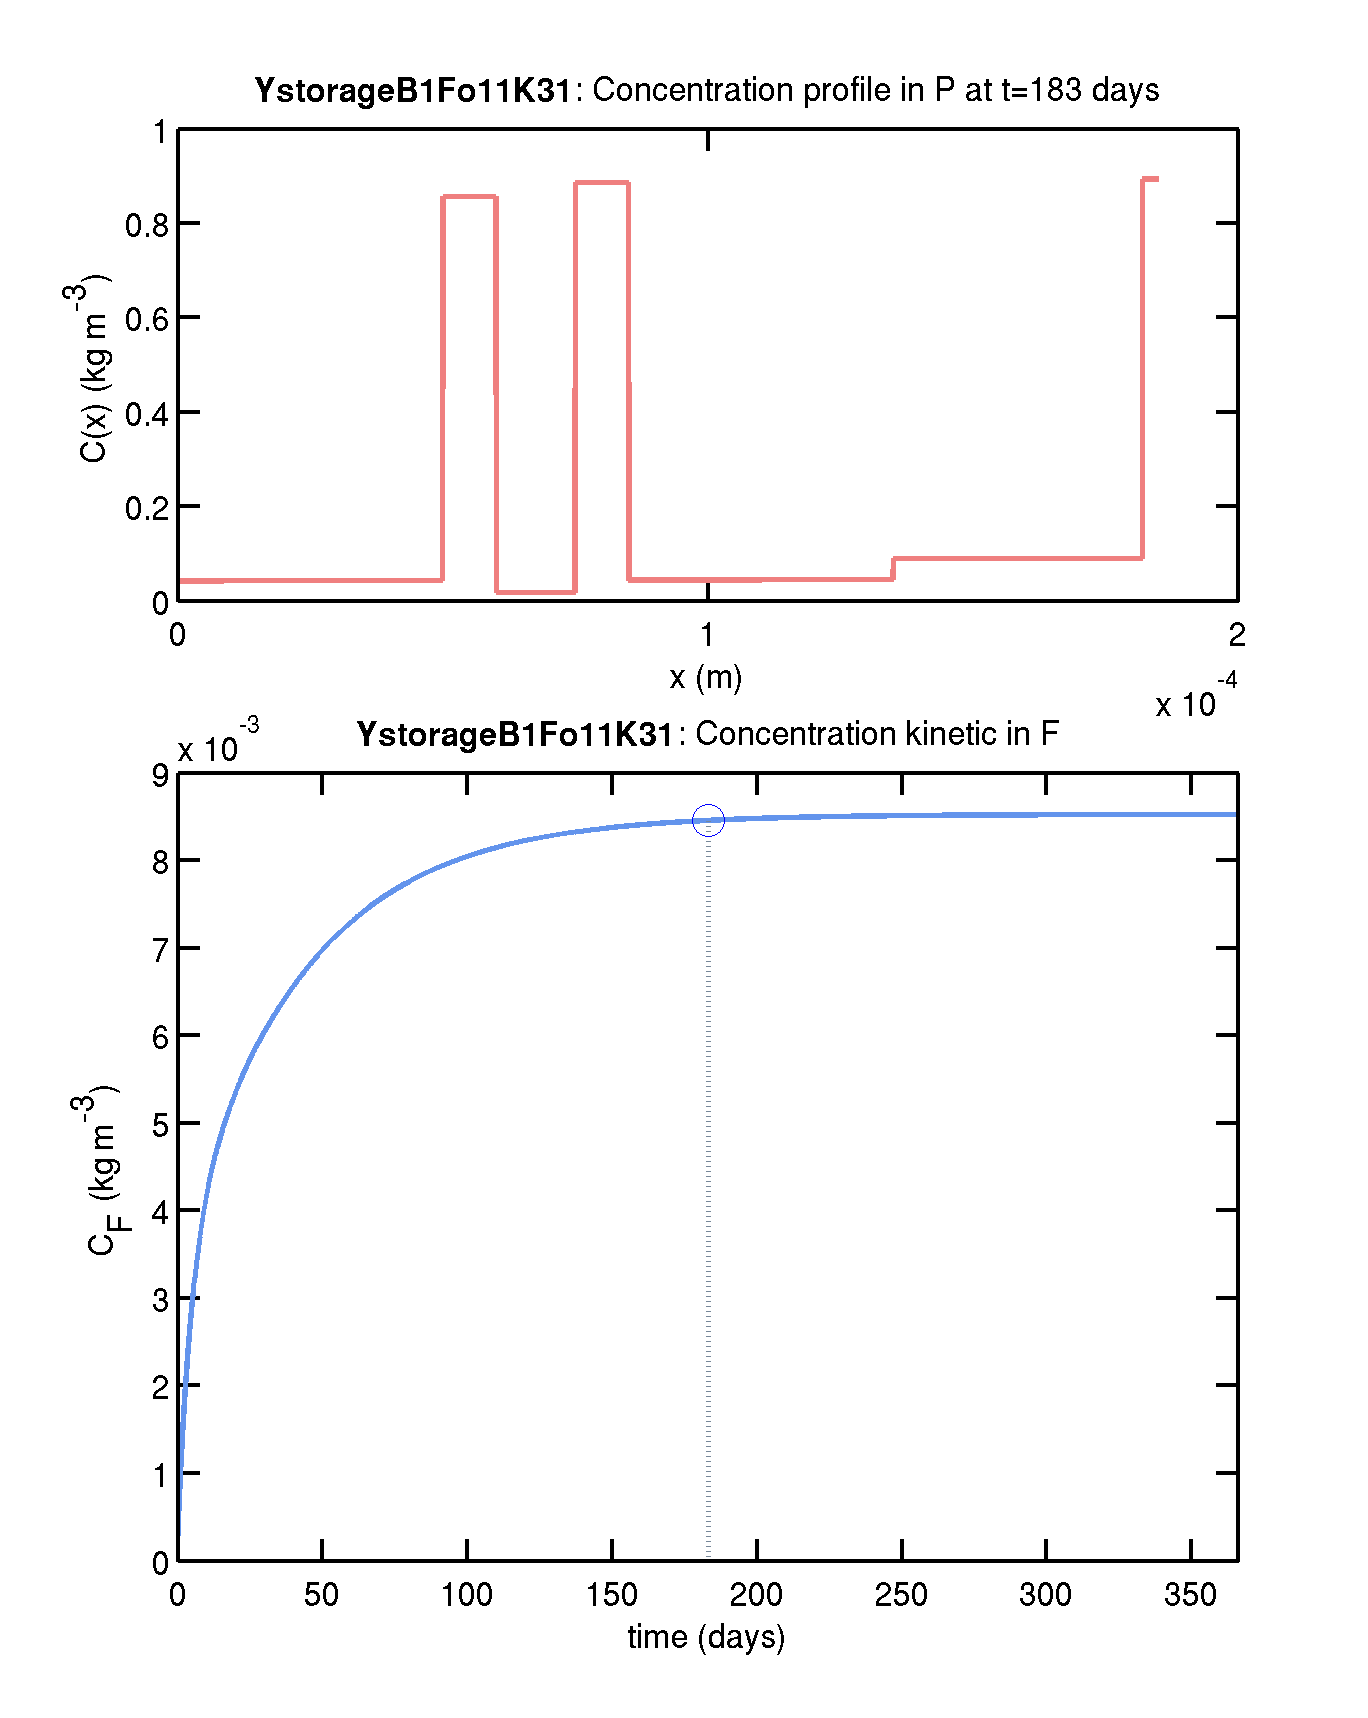 YstorageB1Fo11K31: Concentration profile in P at t=183 days
C(x) (kg m-3)
1
0.8
0.6
0.4
0.2
0
0 1 2
x (m)
x 10-4
x 10-3
YstorageB1Fo11K31: Concentration kinetic in F
CF (kg m-3)
9
8
7
6
5
4
3
2
1
0
0 50 100 150 200 250 300 350
time (days)